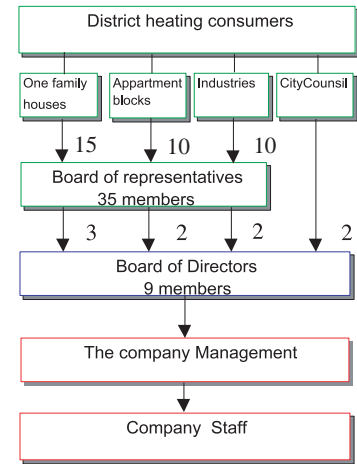 District heating consumers
One family
houses
Appartment
blocks
Industries
CityCounsil
15
10
10
Board of representatives
35 members
3
2
2
2
Board of Directors
9 members
The company Management
Company Staff